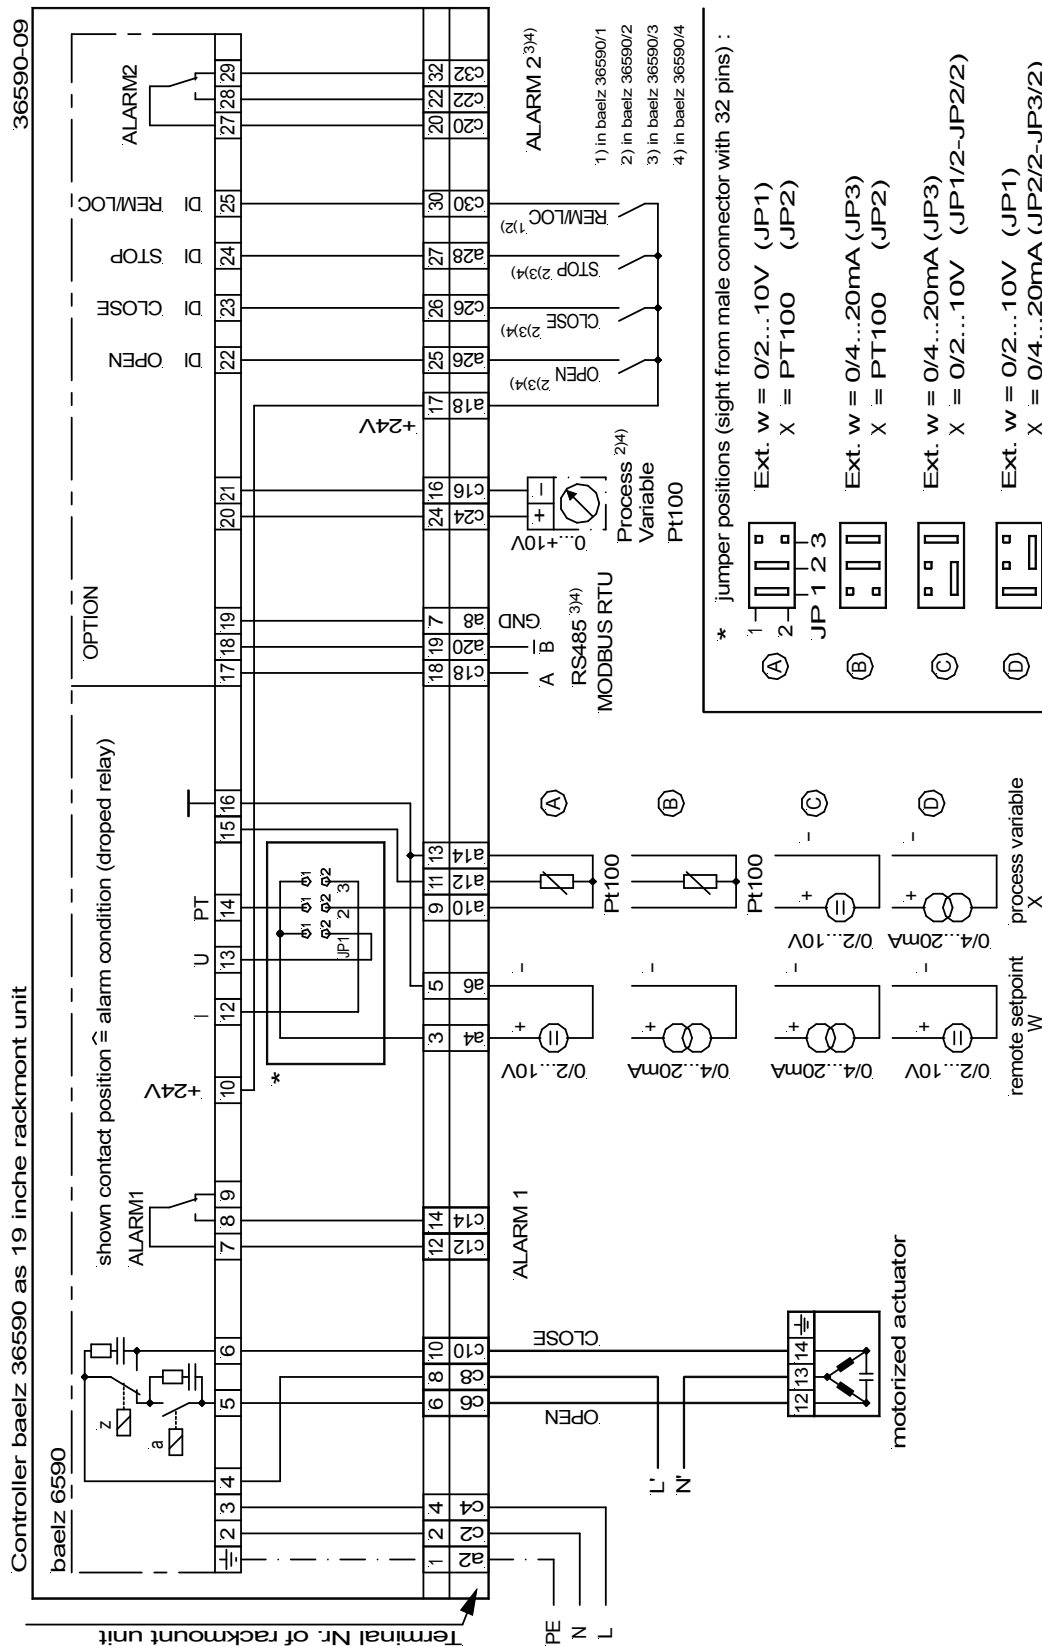 Controller baelz 36590 as 19 inche rackmont unit
36590-09
baelz 6590
OPTION
shown contact position ≙ alarm condition (droped relay)
z
a
ALARM1
+24V
I
U
PT
OPEN DI
CLOSE DI
STOP DI
REM/LOC DI
ALARM2
2 3 4 5 6 7 8 9 10 12 13 14 15 16 17 18 19 20 21 22 23 24 25 27 28 29
*
1 1 1
2 2 2
JP1 2 3
+24V
1 2 4 6 8 10 12 14 3 5 9 11 13 18 19 7 24 16 17 25 26 27 30 20 22 32
a2 c2 c4 c6 c8 c10 c12 c14 a4 a6 a10 a12 a14 c18 a20 a8 c24 c16 a18 a26 c26 a28 c30 c20 c22 c32
Terminal Nr. of rackmount unit
PE
N
L
OPEN
CLOSE
L'
N'
12 13 14
motorized actuator
ALARM 1
0/2...10V + -
0/4...20mA + -
0/4...20mA + -
0/2...10V + -
remote setpoint
W
Pt100
Pt100
0/2...10V + -
0/4...20mA + -
process variable
X
A
B
C
D
A B GND
RS485 3)4)
MODBUS RTU
0...+10V
+ -
Process 2)4)
Variable
Pt100
OPEN 2)3)4)
CLOSE 2)3)4)
STOP 2)3)4)
REM/LOC 1)2)
ALARM 2 3)4)
1) in baelz 36590/1
2) in baelz 36590/2
3) in baelz 36590/3
4) in baelz 36590/4
* jumper positions (sight from male connector with 32 pins) :
A
1
2
JP 1 2 3
Ext. w = 0/2...10V (JP1)
X = PT100 (JP2)
B
Ext. w = 0/4...20mA (JP3)
X = PT100 (JP2)
C
Ext. w = 0/4...20mA (JP3)
X = 0/2...10V (JP1/2-JP2/2)
D
Ext. w = 0/2...10V (JP1)
X = 0/4...20mA (JP2/2-JP3/2)